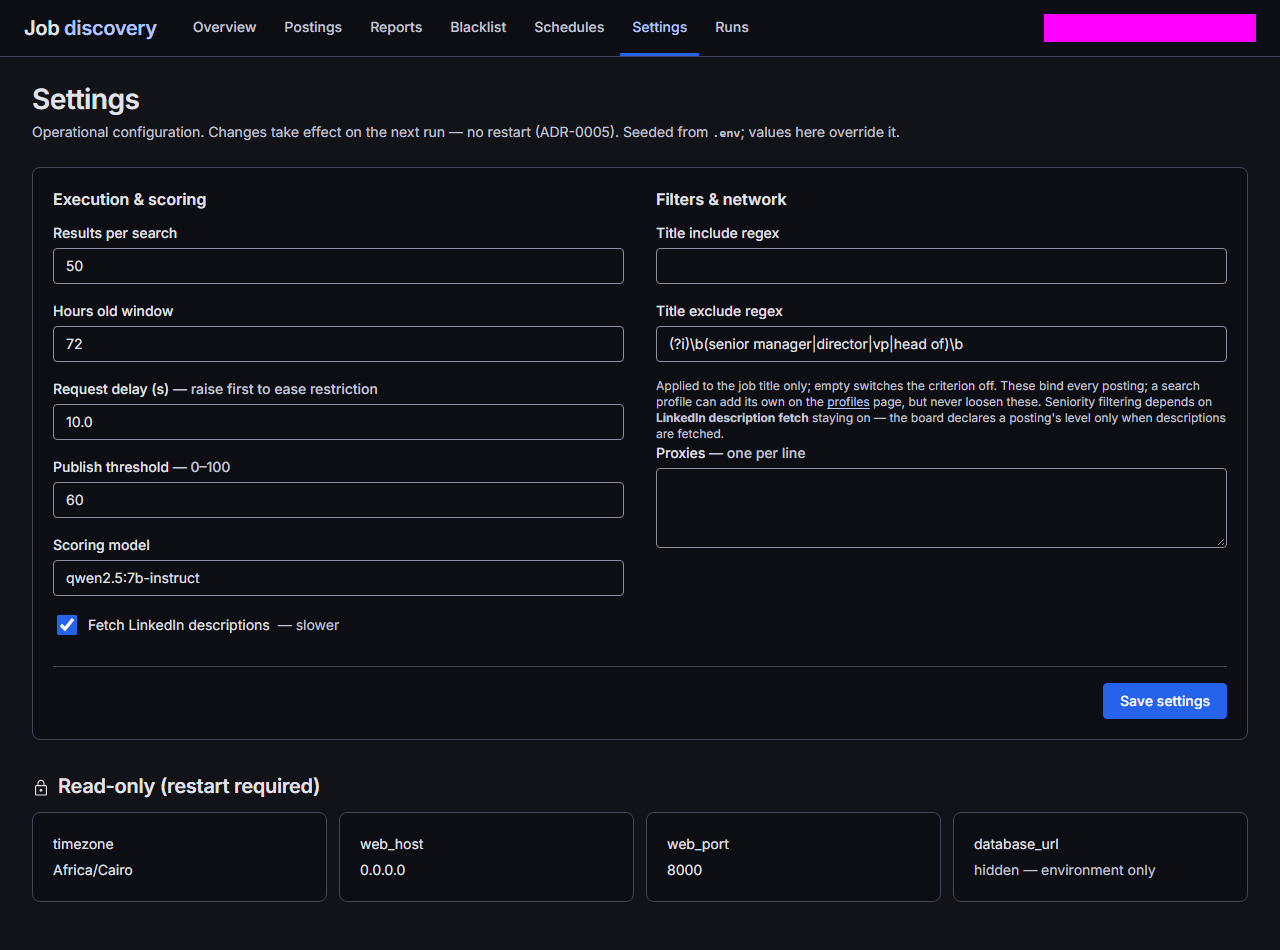 Job discovery
Overview
Postings
Reports
Blacklist
Schedules
Settings
Runs
Settings
Operational configuration. Changes take effect on the next run — no restart (ADR-0005). Seeded from .env; values here override it.
Execution & scoring
Results per search
50
Hours old window
72
Request delay (s) — raise first to ease restriction
10.0
Publish threshold — 0–100
60
Scoring model
qwen2.5:7b-instruct
Fetch LinkedIn descriptions — slower
Filters & network
Title include regex
Title exclude regex
(?i)\b(senior manager|director|vp|head of)\b
Applied to the job title only; empty switches the criterion off. These bind every posting; a search
profile can add its own on the profiles page, but never loosen these. Seniority filtering depends on
LinkedIn description fetch staying on — the board declares a posting's level only when descriptions
are fetched.
Proxies — one per line
Save settings
Read-only (restart required)
timezone
Africa/Cairo
web_host
0.0.0.0
web_port
8000
database_url
hidden — environment only